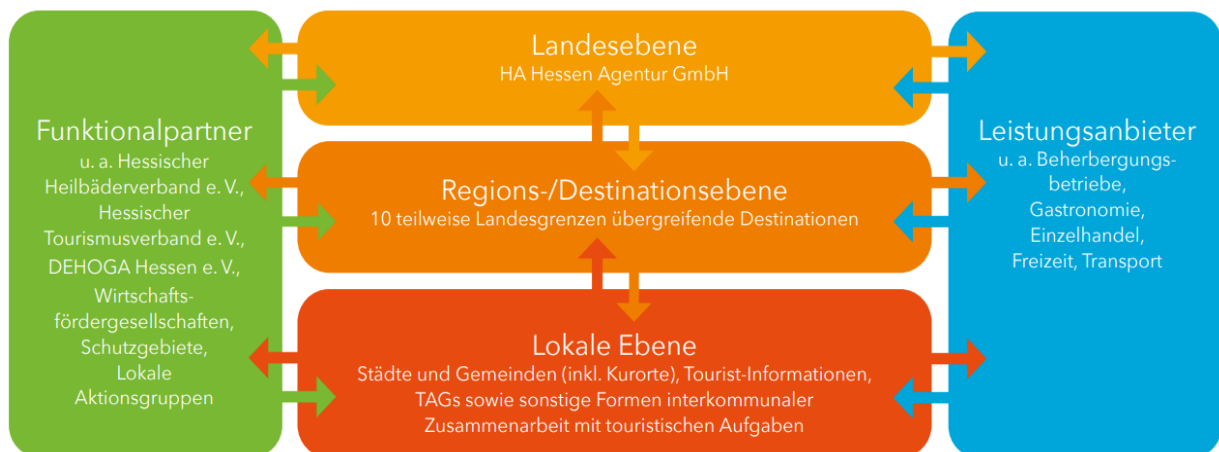 Funktionalpartner
u. a. Hessischer
Heilbäderverband e. V.,
Hessischer
Tourismusverband e. V.,
DEHOGA Hessen e. V.,
Wirtschafts-
fördergesellschaften,
Schutzgebiete,
Lokale
Aktionsgruppen
Landesebene
HA Hessen Agentur GmbH
Regions-/Destinationsebene
10 teilweise Landesgrenzen übergreifende Destinationen
Lokale Ebene
Städte und Gemeinden (inkl. Kurorte), Tourist-Informationen,
TAGs sowie sonstige Formen interkommunaler
Zusammenarbeit mit touristischen Aufgaben
Leistungsanbieter
u. a. Beherbergungs-
betriebe,
Gastronomie,
Einzelhandel,
Freizeit, Transport